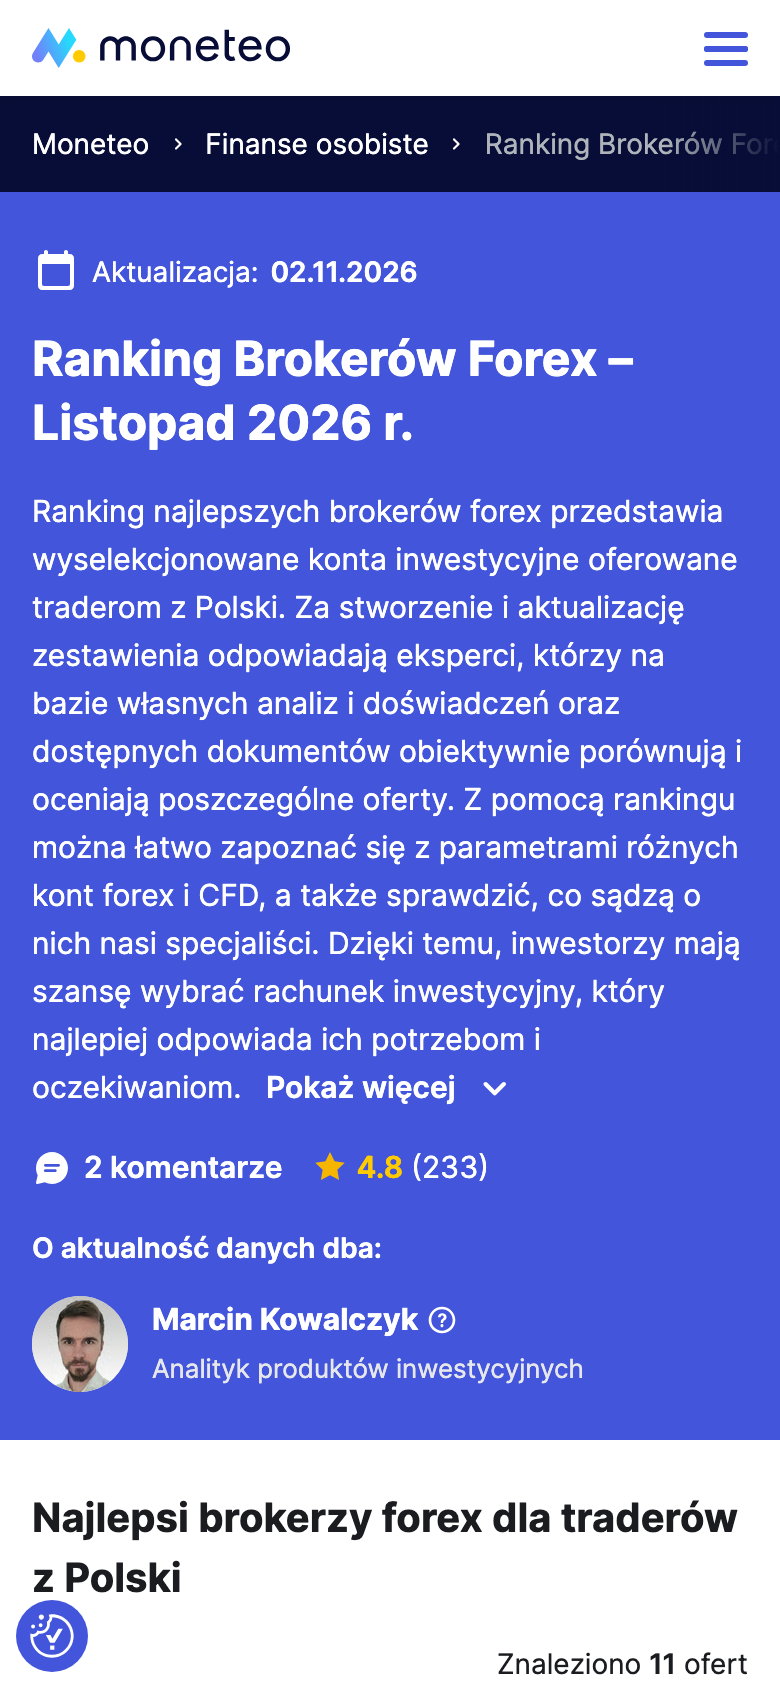 moneteo
Moneteo › Finanse osobiste › Ranking Brokerów For
Aktualizacja: 02.11.2026
Ranking Brokerów Forex –
Listopad 2026 r.
Ranking najlepszych brokerów forex przedstawia
wyselekcjonowane konta inwestycyjne oferowane
traderom z Polski. Za stworzenie i aktualizację
zestawienia odpowiadają eksperci, którzy na
bazie własnych analiz i doświadczeń oraz
dostępnych dokumentów obiektywnie porównują i
oceniają poszczególne oferty. Z pomocą rankingu
można łatwo zapoznać się z parametrami różnych
kont forex i CFD, a także sprawdzić, co sądzą o
nich nasi specjaliści. Dzięki temu, inwestorzy mają
szansę wybrać rachunek inwestycyjny, który
najlepiej odpowiada ich potrzebom i
oczekiwaniom. Pokaż więcej
2 komentarze 4.8 (233)
O aktualność danych dba:
Marcin Kowalczyk ?
Analityk produktów inwestycyjnych
Najlepsi brokerzy forex dla traderów
z Polski
Znaleziono 11 ofert